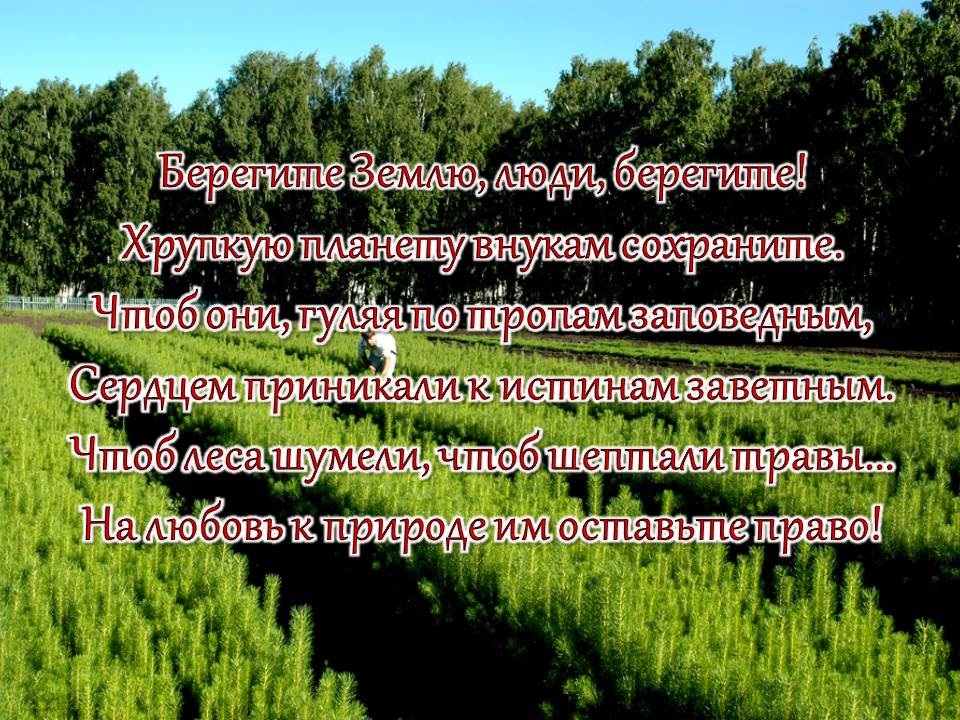 Берегите Землю, люди, берегите!
Хрупкую планету внукам сохраните.
Чтоб они, гуляя по тропам заповедным,
Сердцем приникали к истинам заветным.
Чтоб леса шумели, чтоб шептали травы...
На любовь к природе им оставьте право!